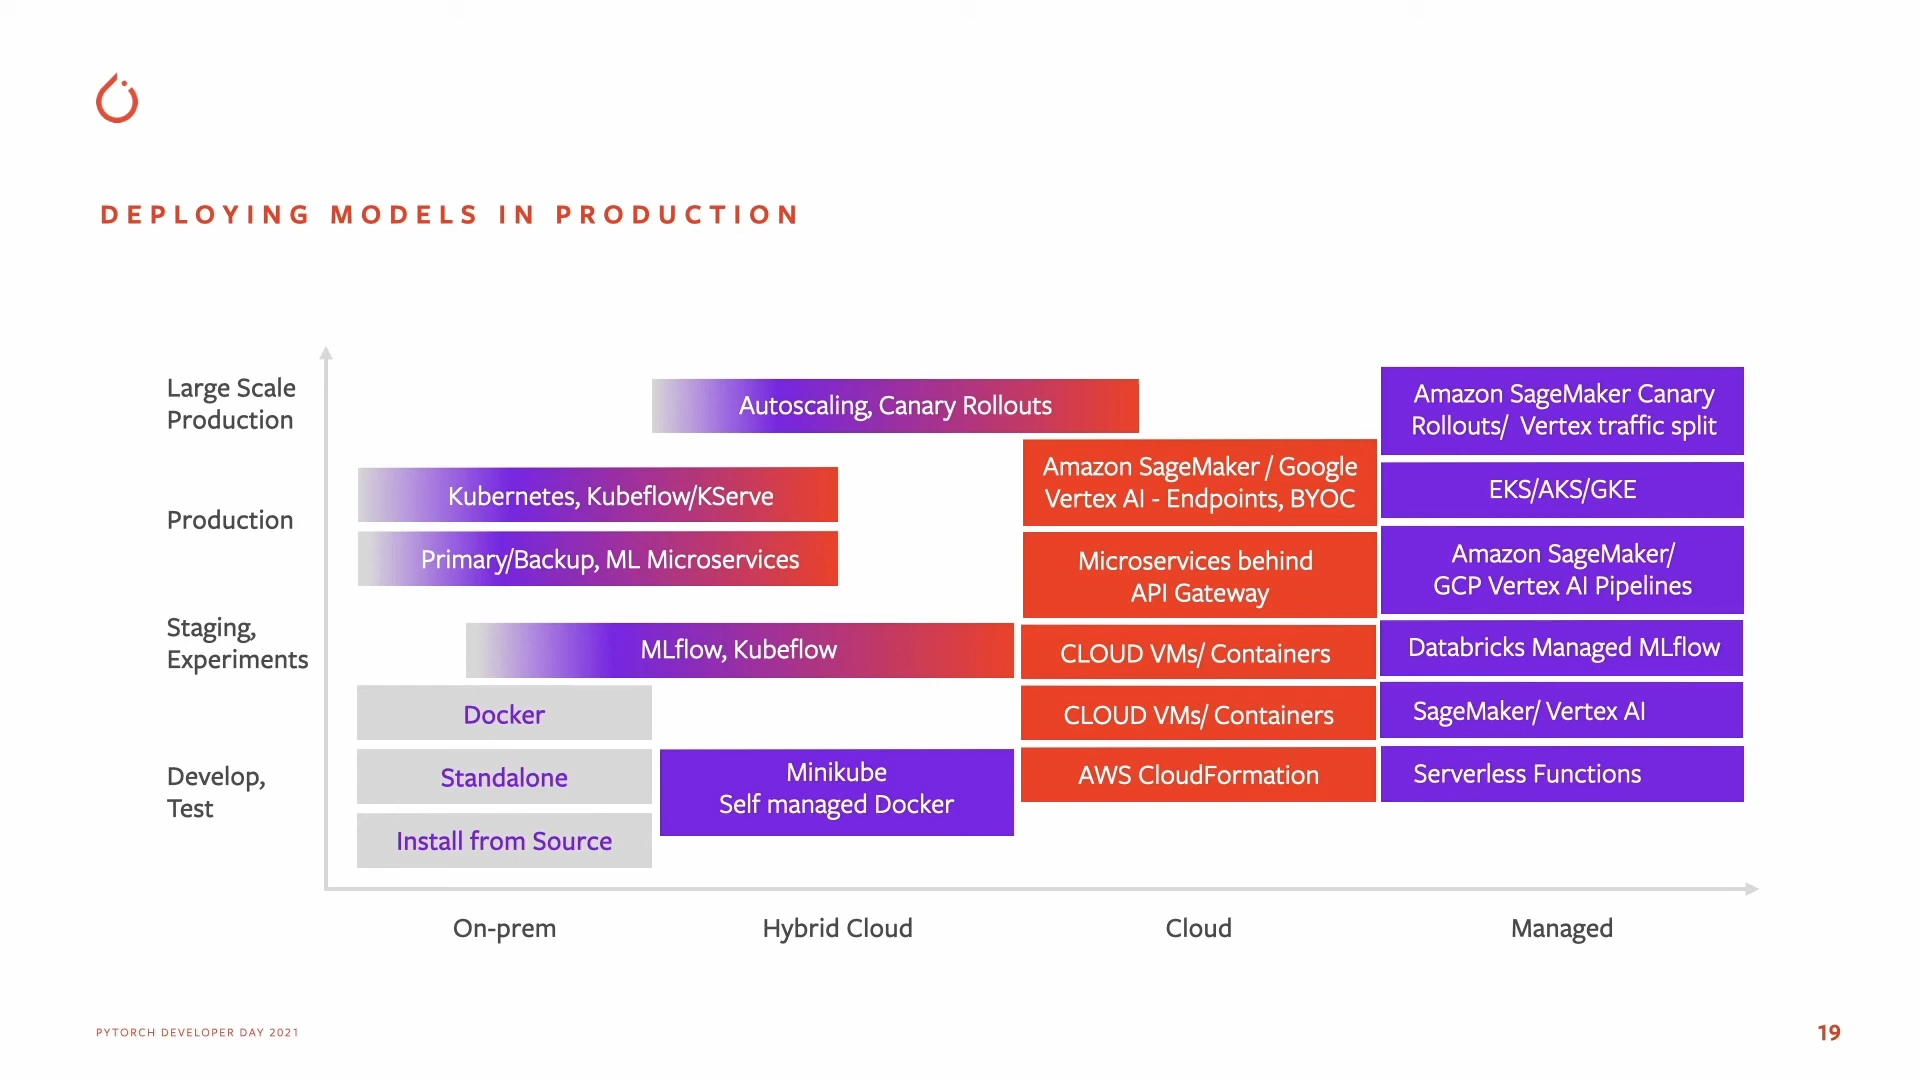 DEPLOYING MODELS IN PRODUCTION
Large Scale
Production
Autoscaling, Canary Rollouts
Amazon SageMaker Canary
Rollouts/ Vertex traffic split
Production
Kubernetes, Kubeflow/KServe
Primary/Backup, ML Microservices
Amazon SageMaker / Google
Vertex AI - Endpoints, BYOC
Microservices behind
API Gateway
EKS/AKS/GKE
Amazon SageMaker/
GCP Vertex AI Pipelines
Staging,
Experiments
MLflow, Kubeflow
CLOUD VMs/ Containers
Databricks Managed MLflow
Docker
CLOUD VMs/ Containers
SageMaker/ Vertex AI
Develop,
Test
Standalone
Install from Source
Minikube
Self managed Docker
AWS CloudFormation
Serverless Functions
On-prem
Hybrid Cloud
Cloud
Managed
PYTORCH DEVELOPER DAY 2021
19